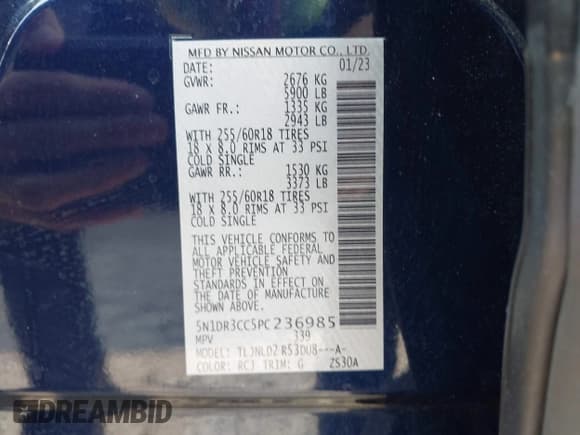 MFD BY NISSAN MOTOR CO., LTD.
DATE: 01/23
GVWR: 2676 KG
5900 LB
GAWR FR.: 1335 KG
2943 LB
WITH 255/60R18 TIRES
18 x 8.0 RIMS AT 33 PSI
COLD SINGLE
GAWR RR.: 1530 KG
3373 LB
WITH 255/60R18 TIRES
18 x 8.0 RIMS AT 33 PSI
COLD SINGLE
THIS VEHICLE CONFORMS TO
ALL APPLICABLE FEDERAL
MOTOR VEHICLE SAFETY AND
THEFT PREVENTION
STANDARDS IN EFFECT ON
THE DATE OF MANUFACTURE
SHOWN ABOVE.
5N1DR3CC5PC236985
MPV 339
MODEL: TLJNLDZ R53DU8---A-
COLOR: RCJ TRIM: G ZS30A
DREAMBID